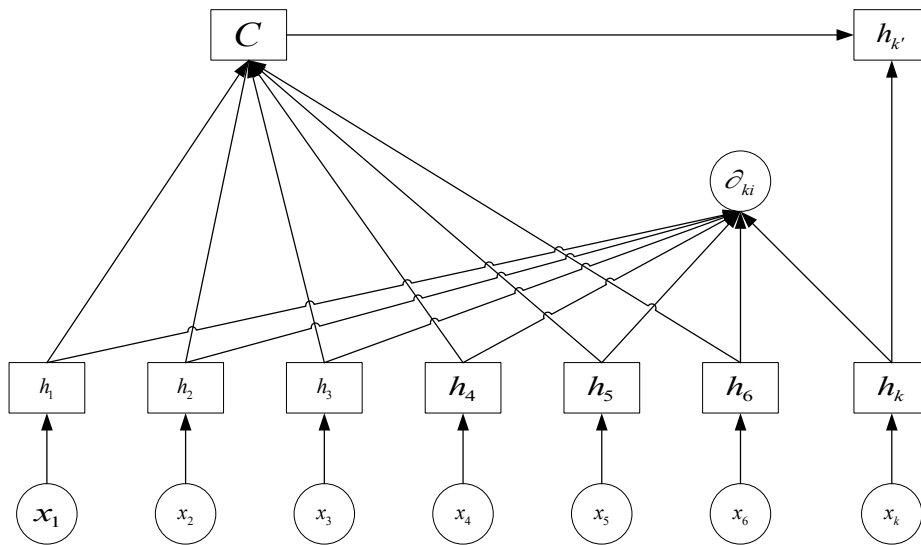 C h_{k'}
∂_{ki}
h_1 h_2 h_3 h_4 h_5 h_6 h_k
x_1 x_2 x_3 x_4 x_5 x_6 x_k